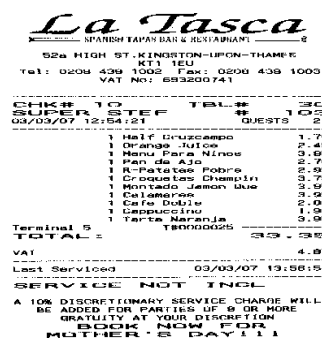 La Tasca
SPANISH TAPAS BAR & RESTAURANT
52a HIGH ST.KINGSTON-UPON-THAMES
KT1 1EU
Tel: 0208 439 1002 Fax: 0208 439 1003
VAT No: 693200741
CHK# 10 TBL# 30
SUPER STEF # 103
03/03/07 12:54:21 GUESTS 2
1 Half Cruzcampo 1.7
1 Orange Juice 2.4
1 Menu Para Ninos 3.9
1 Pan de Ajo 2.7
1 R-Patatas Pobre 2.9
1 Croquetas Champin 3.7
1 Montado Jamon Que 3.9
1 Calamares 3.9
1 Cafe Doble 2.0
1 Cappuccino 1.9
1 Tarta Naranja 3.9
Terminal 5 T$0000025
TOTAL: 33.35
VAT 4.8
Last Serviced 03/03/07 13:56:5
SERVICE NOT INCL
A 10% DISCRETIONARY SERVICE CHARGE WILL
BE ADDED FOR PARTIES OF 8 OR MORE
GRATUITY AT YOUR DISCRETION
BOOK NOW FOR
MOTHER'S DAY!!!